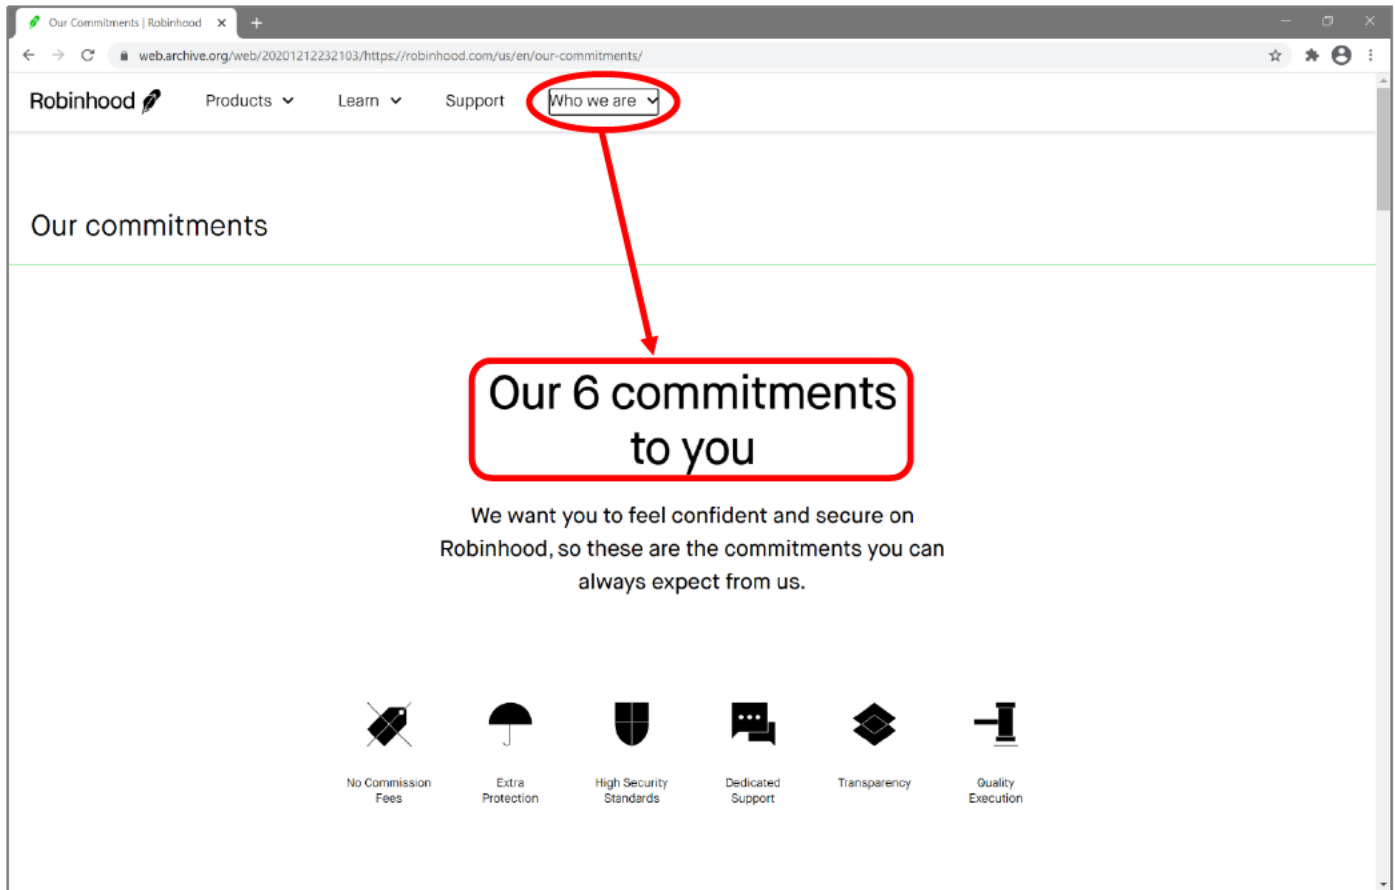 Our Commitments | Robinhood
web.archive.org/web/20201212232103/https://robinhood.com/us/en/our-commitments/
Robinhood Products Learn Support Who we are
Our commitments
Our 6 commitments
to you
We want you to feel confident and secure on
Robinhood, so these are the commitments you can
always expect from us.
No Commission
Fees
Extra
Protection
High Security
Standards
Dedicated
Support
Transparency
Quality
Execution